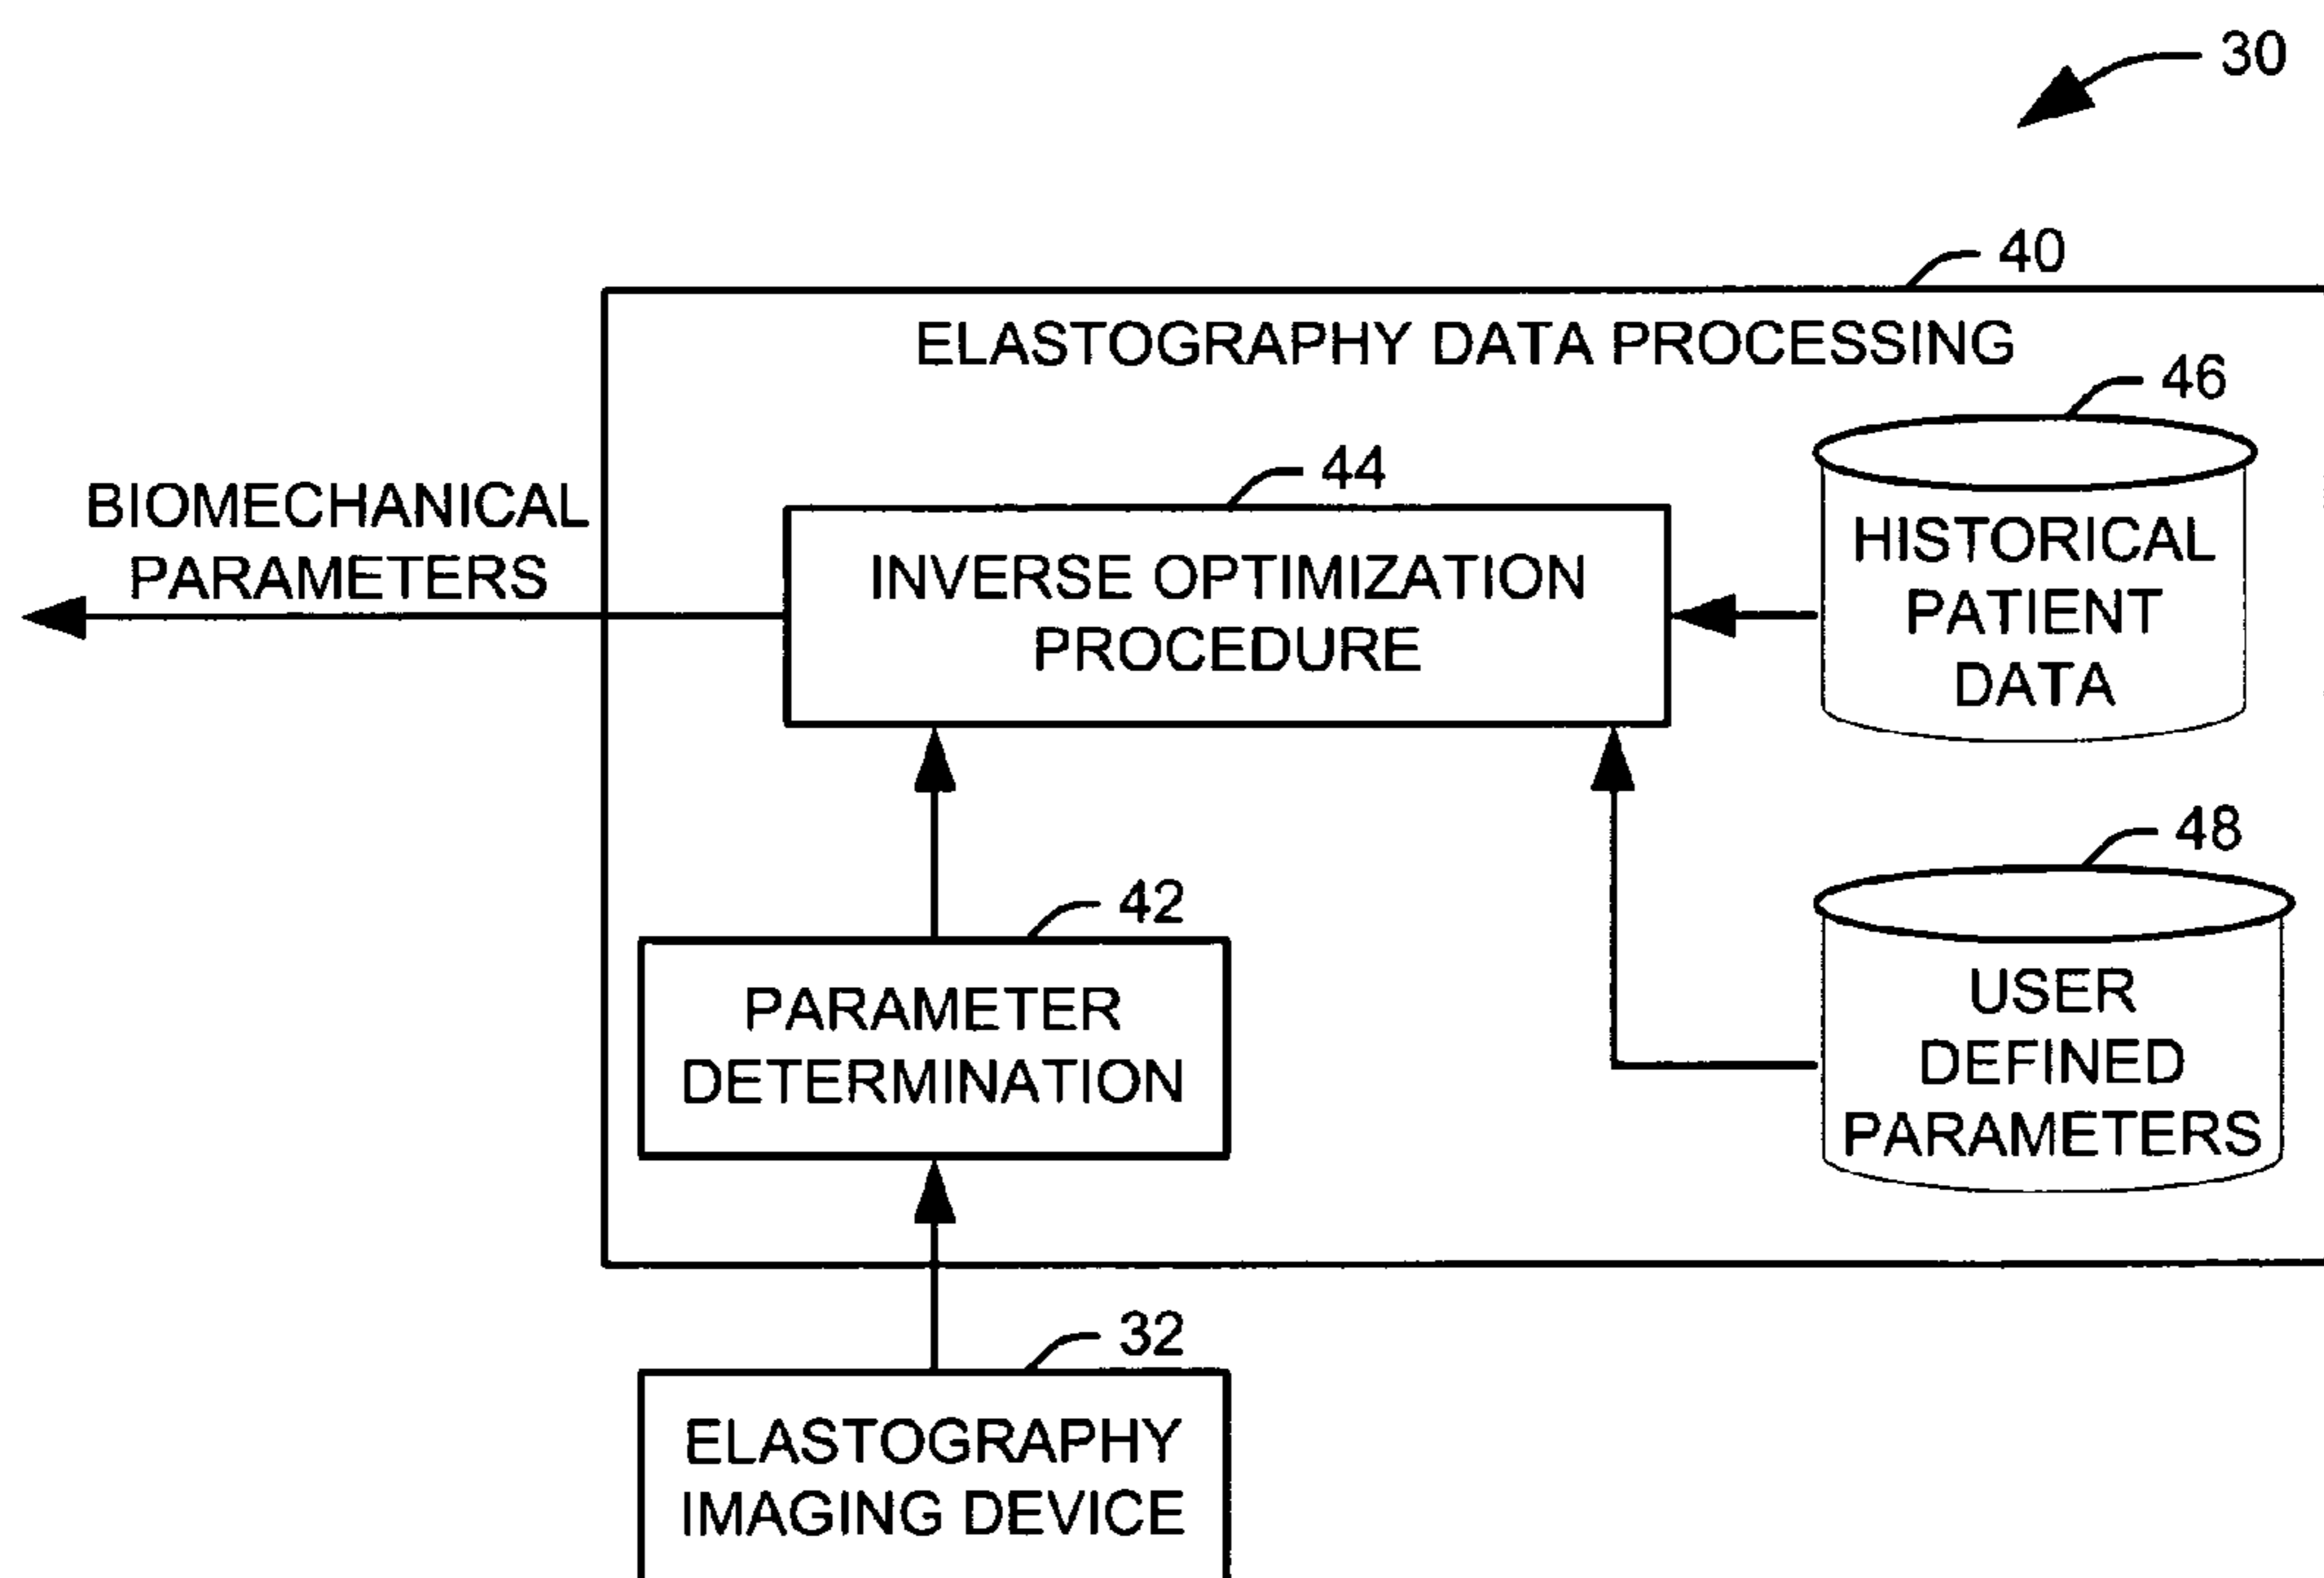 30
40
ELASTOGRAPHY DATA PROCESSING
46
44
BIOMECHANICAL
PARAMETERS
INVERSE OPTIMIZATION
PROCEDURE
HISTORICAL
PATIENT
DATA
48
42
PARAMETER
DETERMINATION
USER
DEFINED
PARAMETERS
32
ELASTOGRAPHY
IMAGING DEVICE